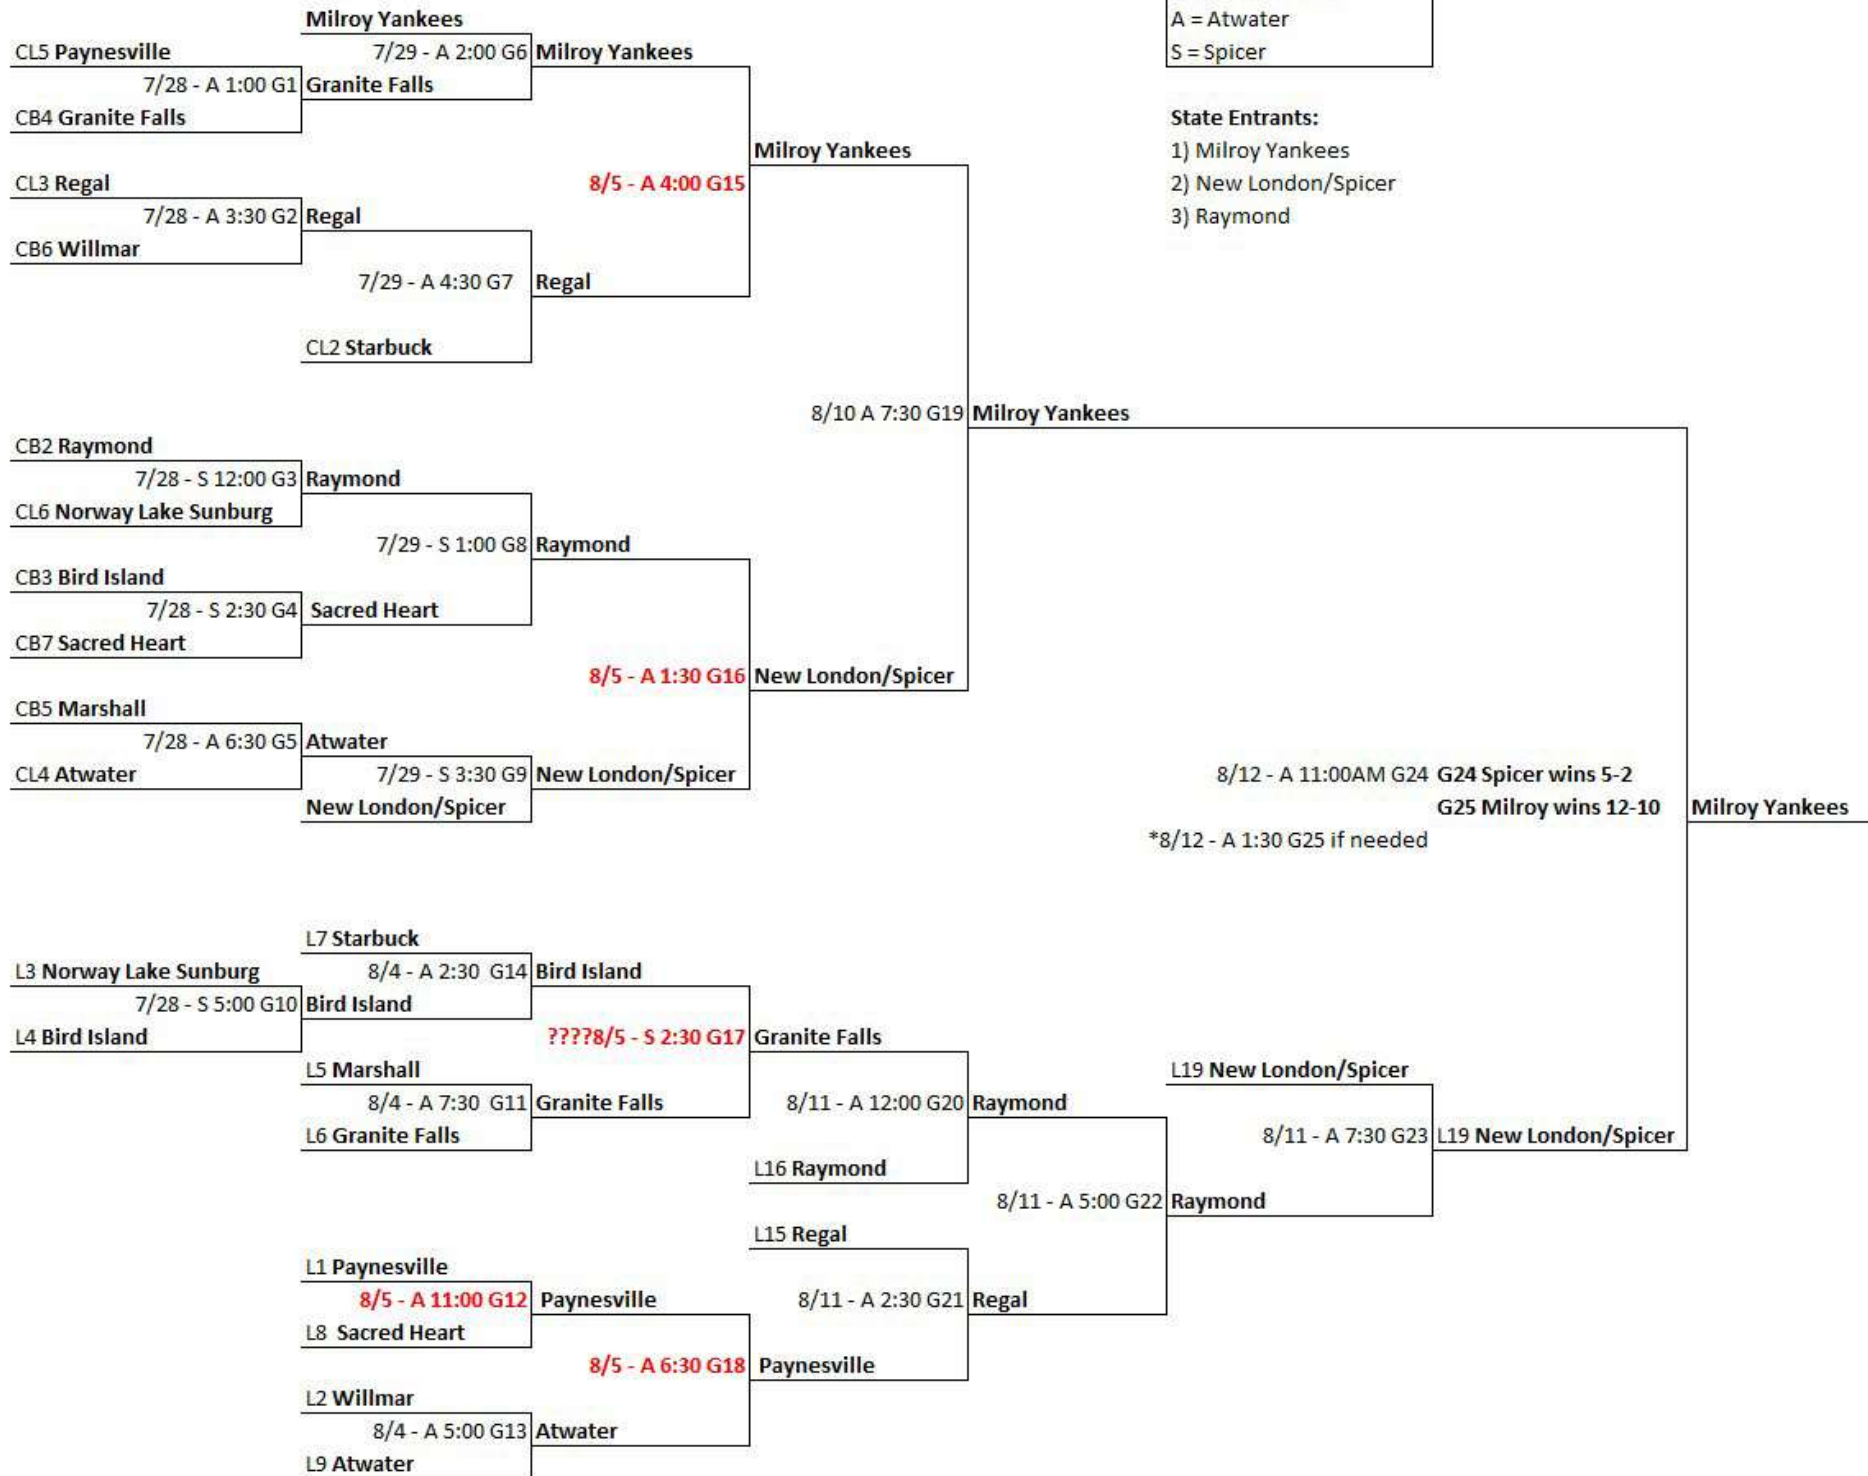 Milroy Yankees
A = Atwater
CL5 Paynesville
7/29 - A 2:00 G6 Milroy Yankees
S = Spicer
7/28 - A 1:00 G1 Granite Falls
CB4 Granite Falls
State Entrants:
Milroy Yankees
1) Milroy Yankees
CL3 Regal
8/5 - A 4:00 G15
2) New London/Spicer
7/28 - A 3:30 G2 Regal
3) Raymond
CB6 Willmar
7/29 - A 4:30 G7 Regal
CL2 Starbuck
8/10 A 7:30 G19 Milroy Yankees
CB2 Raymond
7/28 - S 12:00 G3 Raymond
CL6 Norway Lake Sunburg
7/29 - S 1:00 G8 Raymond
CB3 Bird Island
7/28 - S 2:30 G4 Sacred Heart
CB7 Sacred Heart
8/5 - A 1:30 G16 New London/Spicer
CB5 Marshall
7/28 - A 6:30 G5 Atwater
CL4 Atwater
7/29 - S 3:30 G9 New London/Spicer
8/12 - A 11:00AM G24 G24 Spicer wins 5-2
New London/Spicer
G25 Milroy wins 12-10
Milroy Yankees
*8/12 - A 1:30 G25 if needed
L7 Starbuck
L3 Norway Lake Sunburg
8/4 - A 2:30 G14 Bird Island
7/28 - S 5:00 G10 Bird Island
L4 Bird Island
????8/5 - S 2:30 G17 Granite Falls
L5 Marshall
L19 New London/Spicer
8/4 - A 7:30 G11 Granite Falls
8/11 - A 12:00 G20 Raymond
L6 Granite Falls
8/11 - A 7:30 G23 L19 New London/Spicer
L16 Raymond
8/11 - A 5:00 G22 Raymond
L15 Regal
L1 Paynesville
8/5 - A 11:00 G12 Paynesville
8/11 - A 2:30 G21 Regal
L8 Sacred Heart
8/5 - A 6:30 G18 Paynesville
L2 Willmar
8/4 - A 5:00 G13 Atwater
L9 Atwater